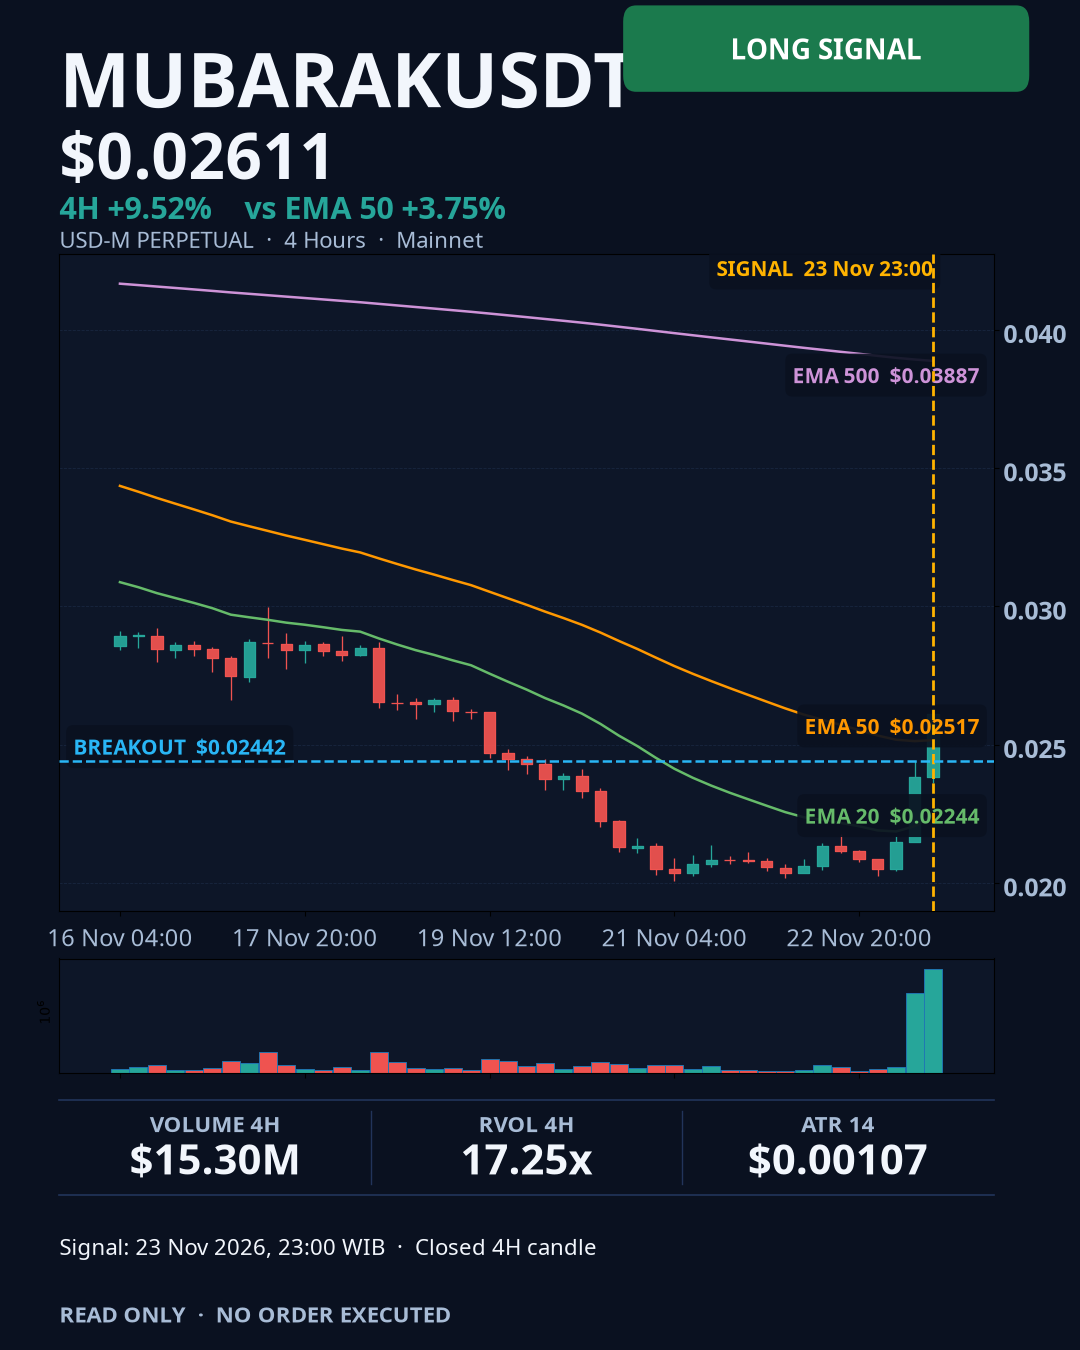 MUBARAKUSDT
LONG SIGNAL
$0.02611
4H +9.52% vs EMA 50 +3.75%
USD-M PERPETUAL · 4 Hours · Mainnet
SIGNAL 23 Nov 23:00
0.040
EMA 500 $0.03887
0.035
0.030
EMA 50 $0.02517
BREAKOUT $0.02442
0.025
EMA 20 $0.02244
0.020
16 Nov 04:00
17 Nov 20:00
19 Nov 12:00
21 Nov 04:00
22 Nov 20:00
10⁶
VOLUME 4H
$15.30M
RVOL 4H
17.25x
ATR 14
$0.00107
Signal: 23 Nov 2026, 23:00 WIB · Closed 4H candle
READ ONLY · NO ORDER EXECUTED